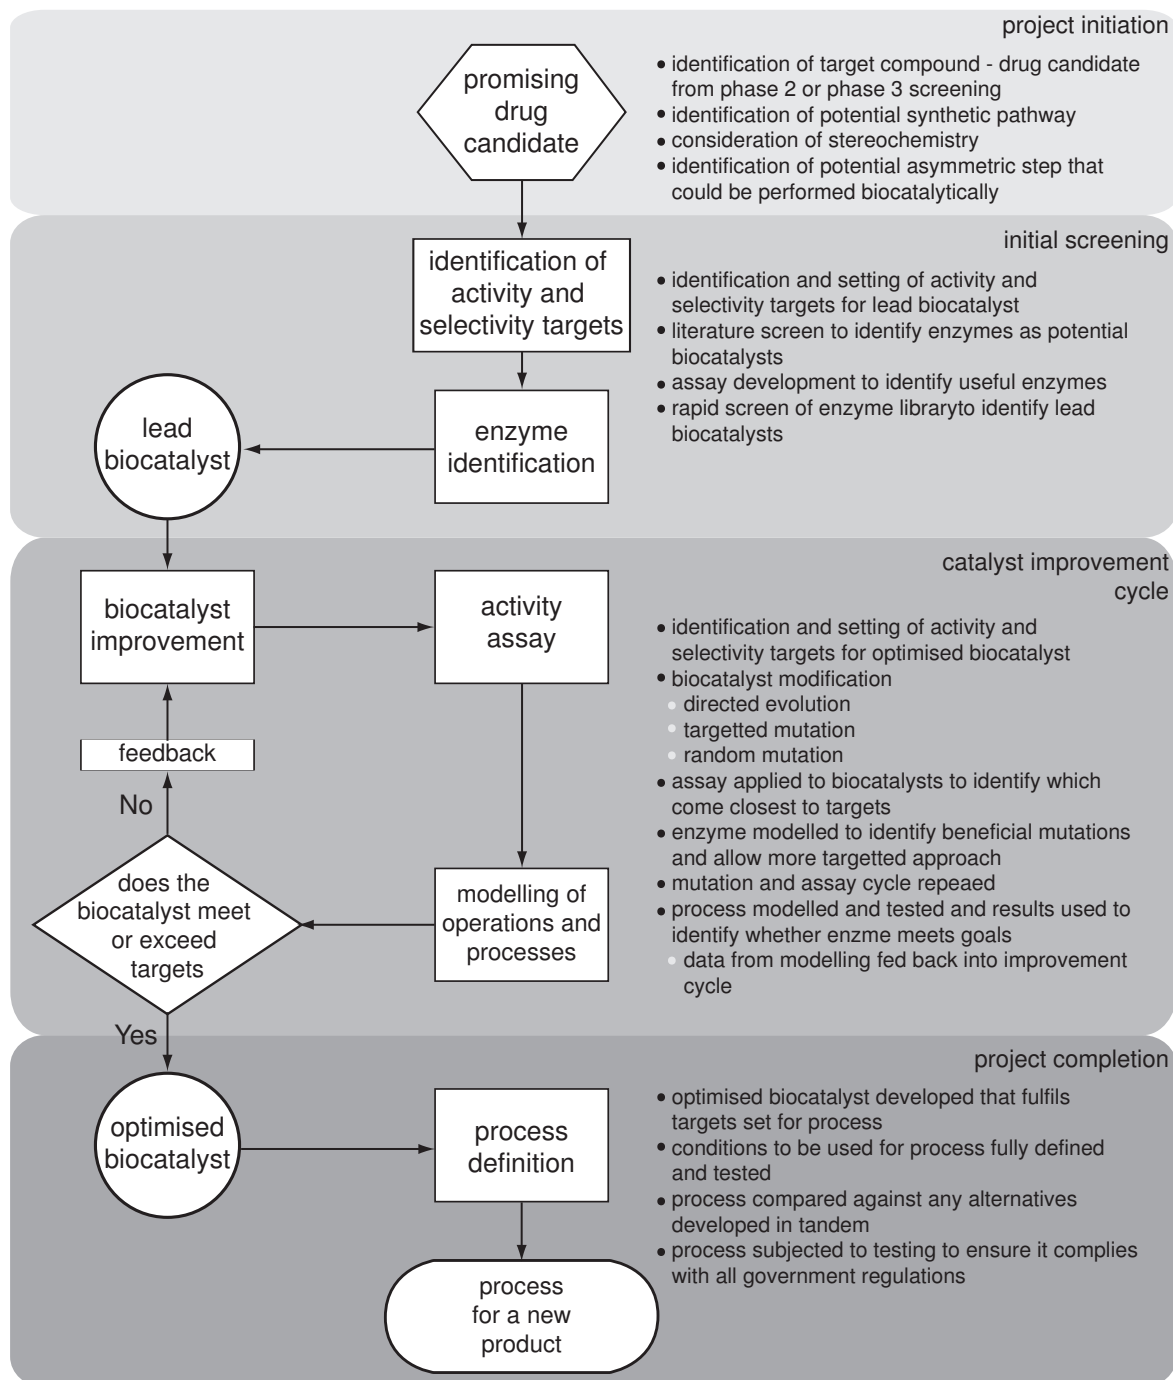 project initiation
promising
drug
candidate
• identification of target compound - drug candidate
from phase 2 or phase 3 screening
• identification of potential synthetic pathway
• consideration of stereochemistry
• identification of potential asymmetric step that
could be performed biocatalytically
initial screening
identification of
activity and
selectivity targets
• identification and setting of activity and
selectivity targets for lead biocatalyst
• literature screen to identify enzymes as potential
biocatalysts
• assay development to identify useful enzymes
• rapid screen of enzyme libraryto identify lead
biocatalysts
enzyme
identification
lead
biocatalyst
catalyst improvement
cycle
biocatalyst
improvement
activity
assay
• identification and setting of activity and
selectivity targets for optimised biocatalyst
• biocatalyst modification
• directed evolution
• targetted mutation
• random mutation
• assay applied to biocatalysts to identify which
come closest to targets
• enzyme modelled to identify beneficial mutations
and allow more targetted approach
• mutation and assay cycle repeaed
• process modelled and tested and results used to
identify whether enzme meets goals
• data from modelling fed back into improvement
cycle
feedback
No
does the
biocatalyst meet
or exceed
targets
modelling of
operations and
processes
Yes
project completion
optimised
biocatalyst
process
definition
• optimised biocatalyst developed that fulfils
targets set for process
• conditions to be used for process fully defined
and tested
• process compared against any alternatives
developed in tandem
• process subjected to testing to ensure it complies
with all government regulations
process
for a new
product